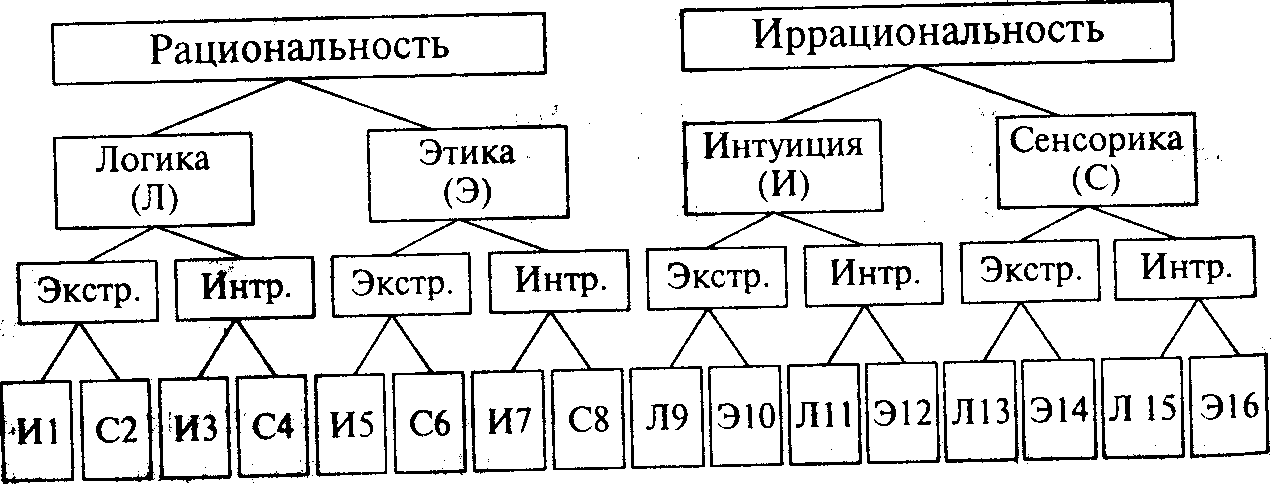 Рациональность
Иррациональность
Логика
(Л)
Этика
(Э)
Интуиция
(И)
Сенсорика
(С)
Экстр.
Интр.
Экстр.
Интр.
Экстр.
Интр.
Экстр.
Интр.
И1
С2
И3
С4
И5
С6
И7
С8
Л9
Э10
Л11
Э12
Л13
Э14
Л 15
Э16